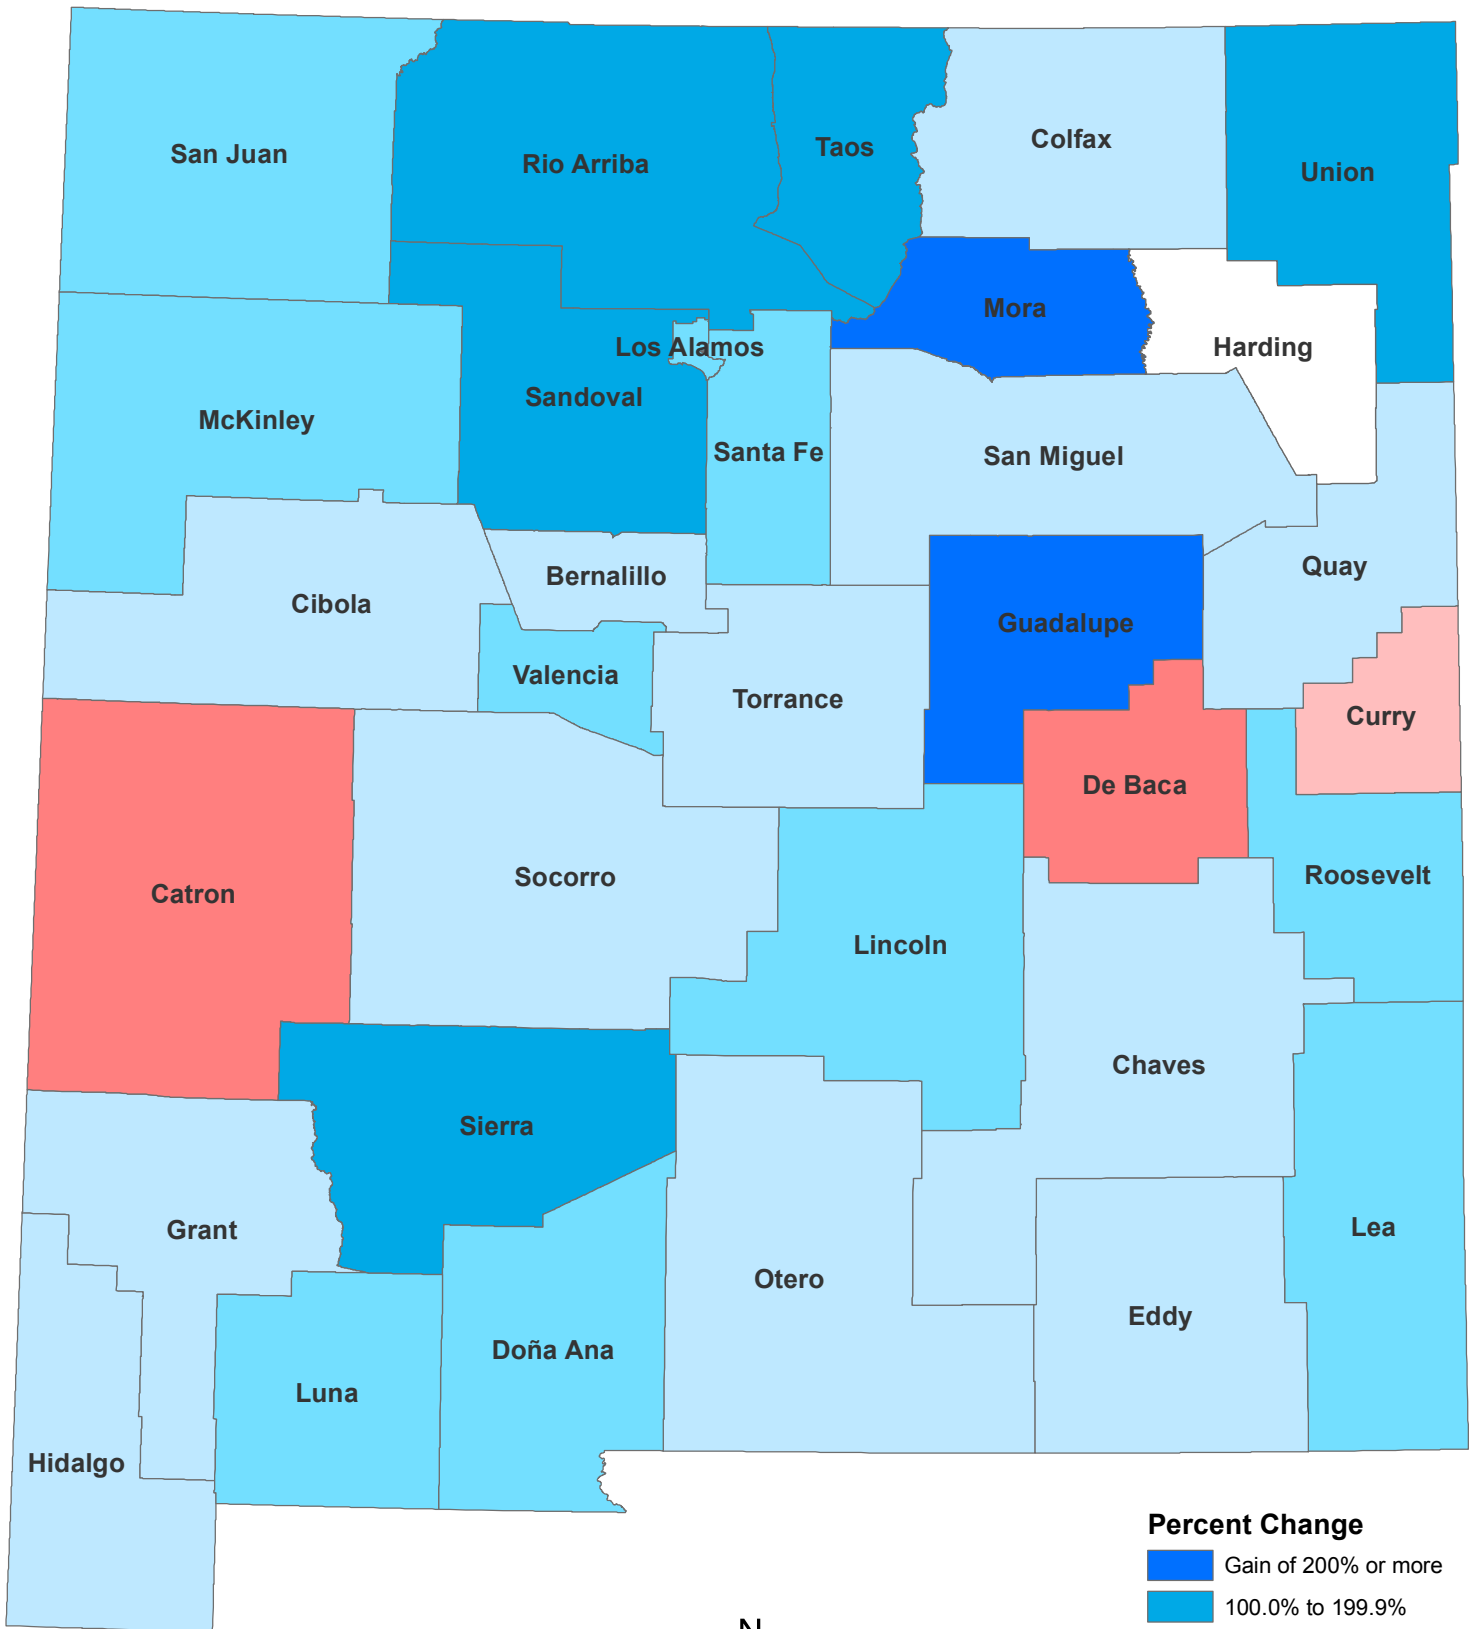 San Juan
Rio Arriba
Taos
Colfax
Union
Mora
Harding
Los Alamos
Sandoval
McKinley
Santa Fe
San Miguel
Quay
Bernalillo
Cibola
Guadalupe
Valencia
Torrance
Curry
De Baca
Roosevelt
Socorro
Catron
Lincoln
Chaves
Sierra
Grant
Lea
Otero
Eddy
Doña Ana
Luna
Hidalgo
Percent Change
Gain of 200% or more
100.0% to 199.9%
N